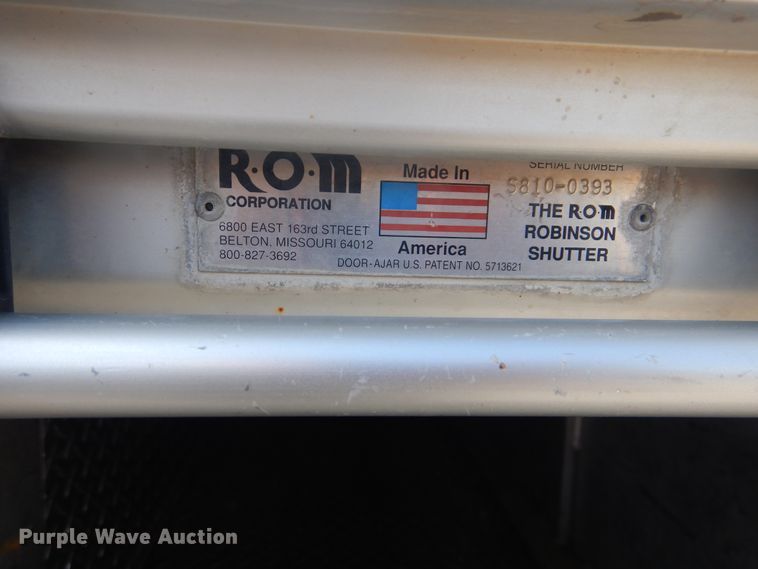 R·O·M
CORPORATION
6800 EAST 163rd STREET
BELTON, MISSOURI 64012
800-827-3692
Made In
America
DOOR-AJAR U.S. PATENT NO. 5713621
SERIAL NUMBER
S810-0393
THE R·O·M
ROBINSON
SHUTTER
Purple Wave Auction